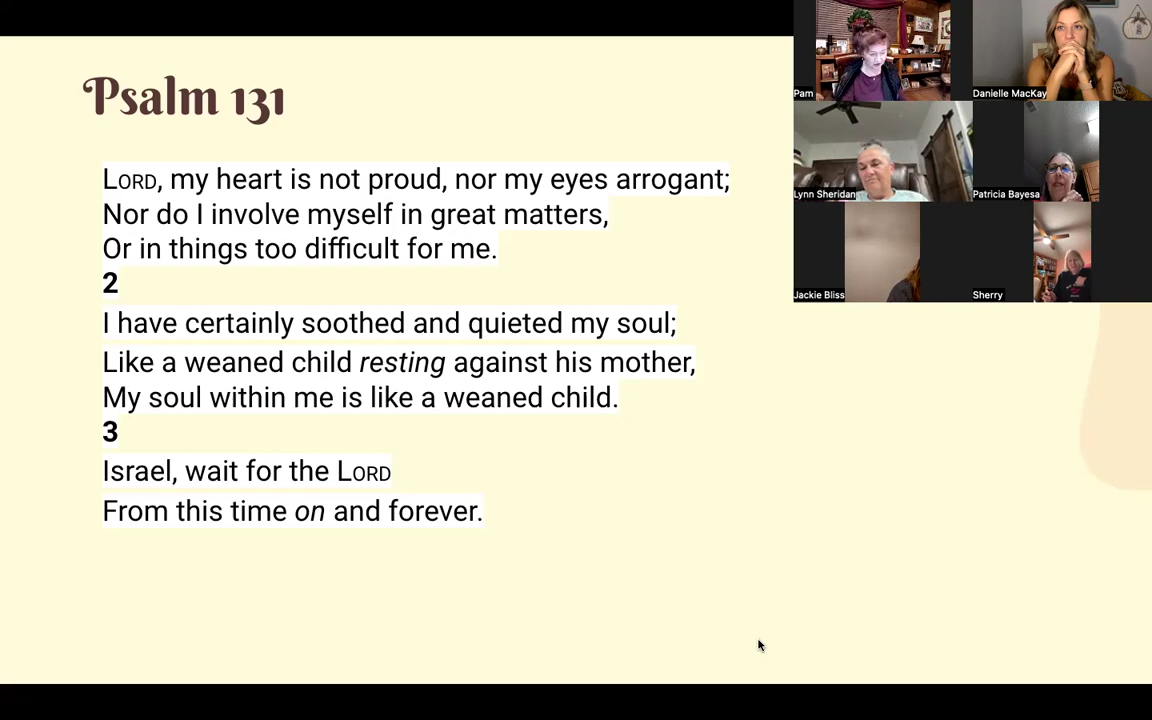 Psalm 131
LORD, my heart is not proud, nor my eyes arrogant;
Nor do I involve myself in great matters,
Or in things too difficult for me.
2
I have certainly soothed and quieted my soul;
Like a weaned child resting against his mother,
My soul within me is like a weaned child.
3
Israel, wait for the LORD
From this time on and forever.
Pam
Danielle MacKay
Lynn Sheridan
Patricia Bayesa
Jackie Bliss
Sherry